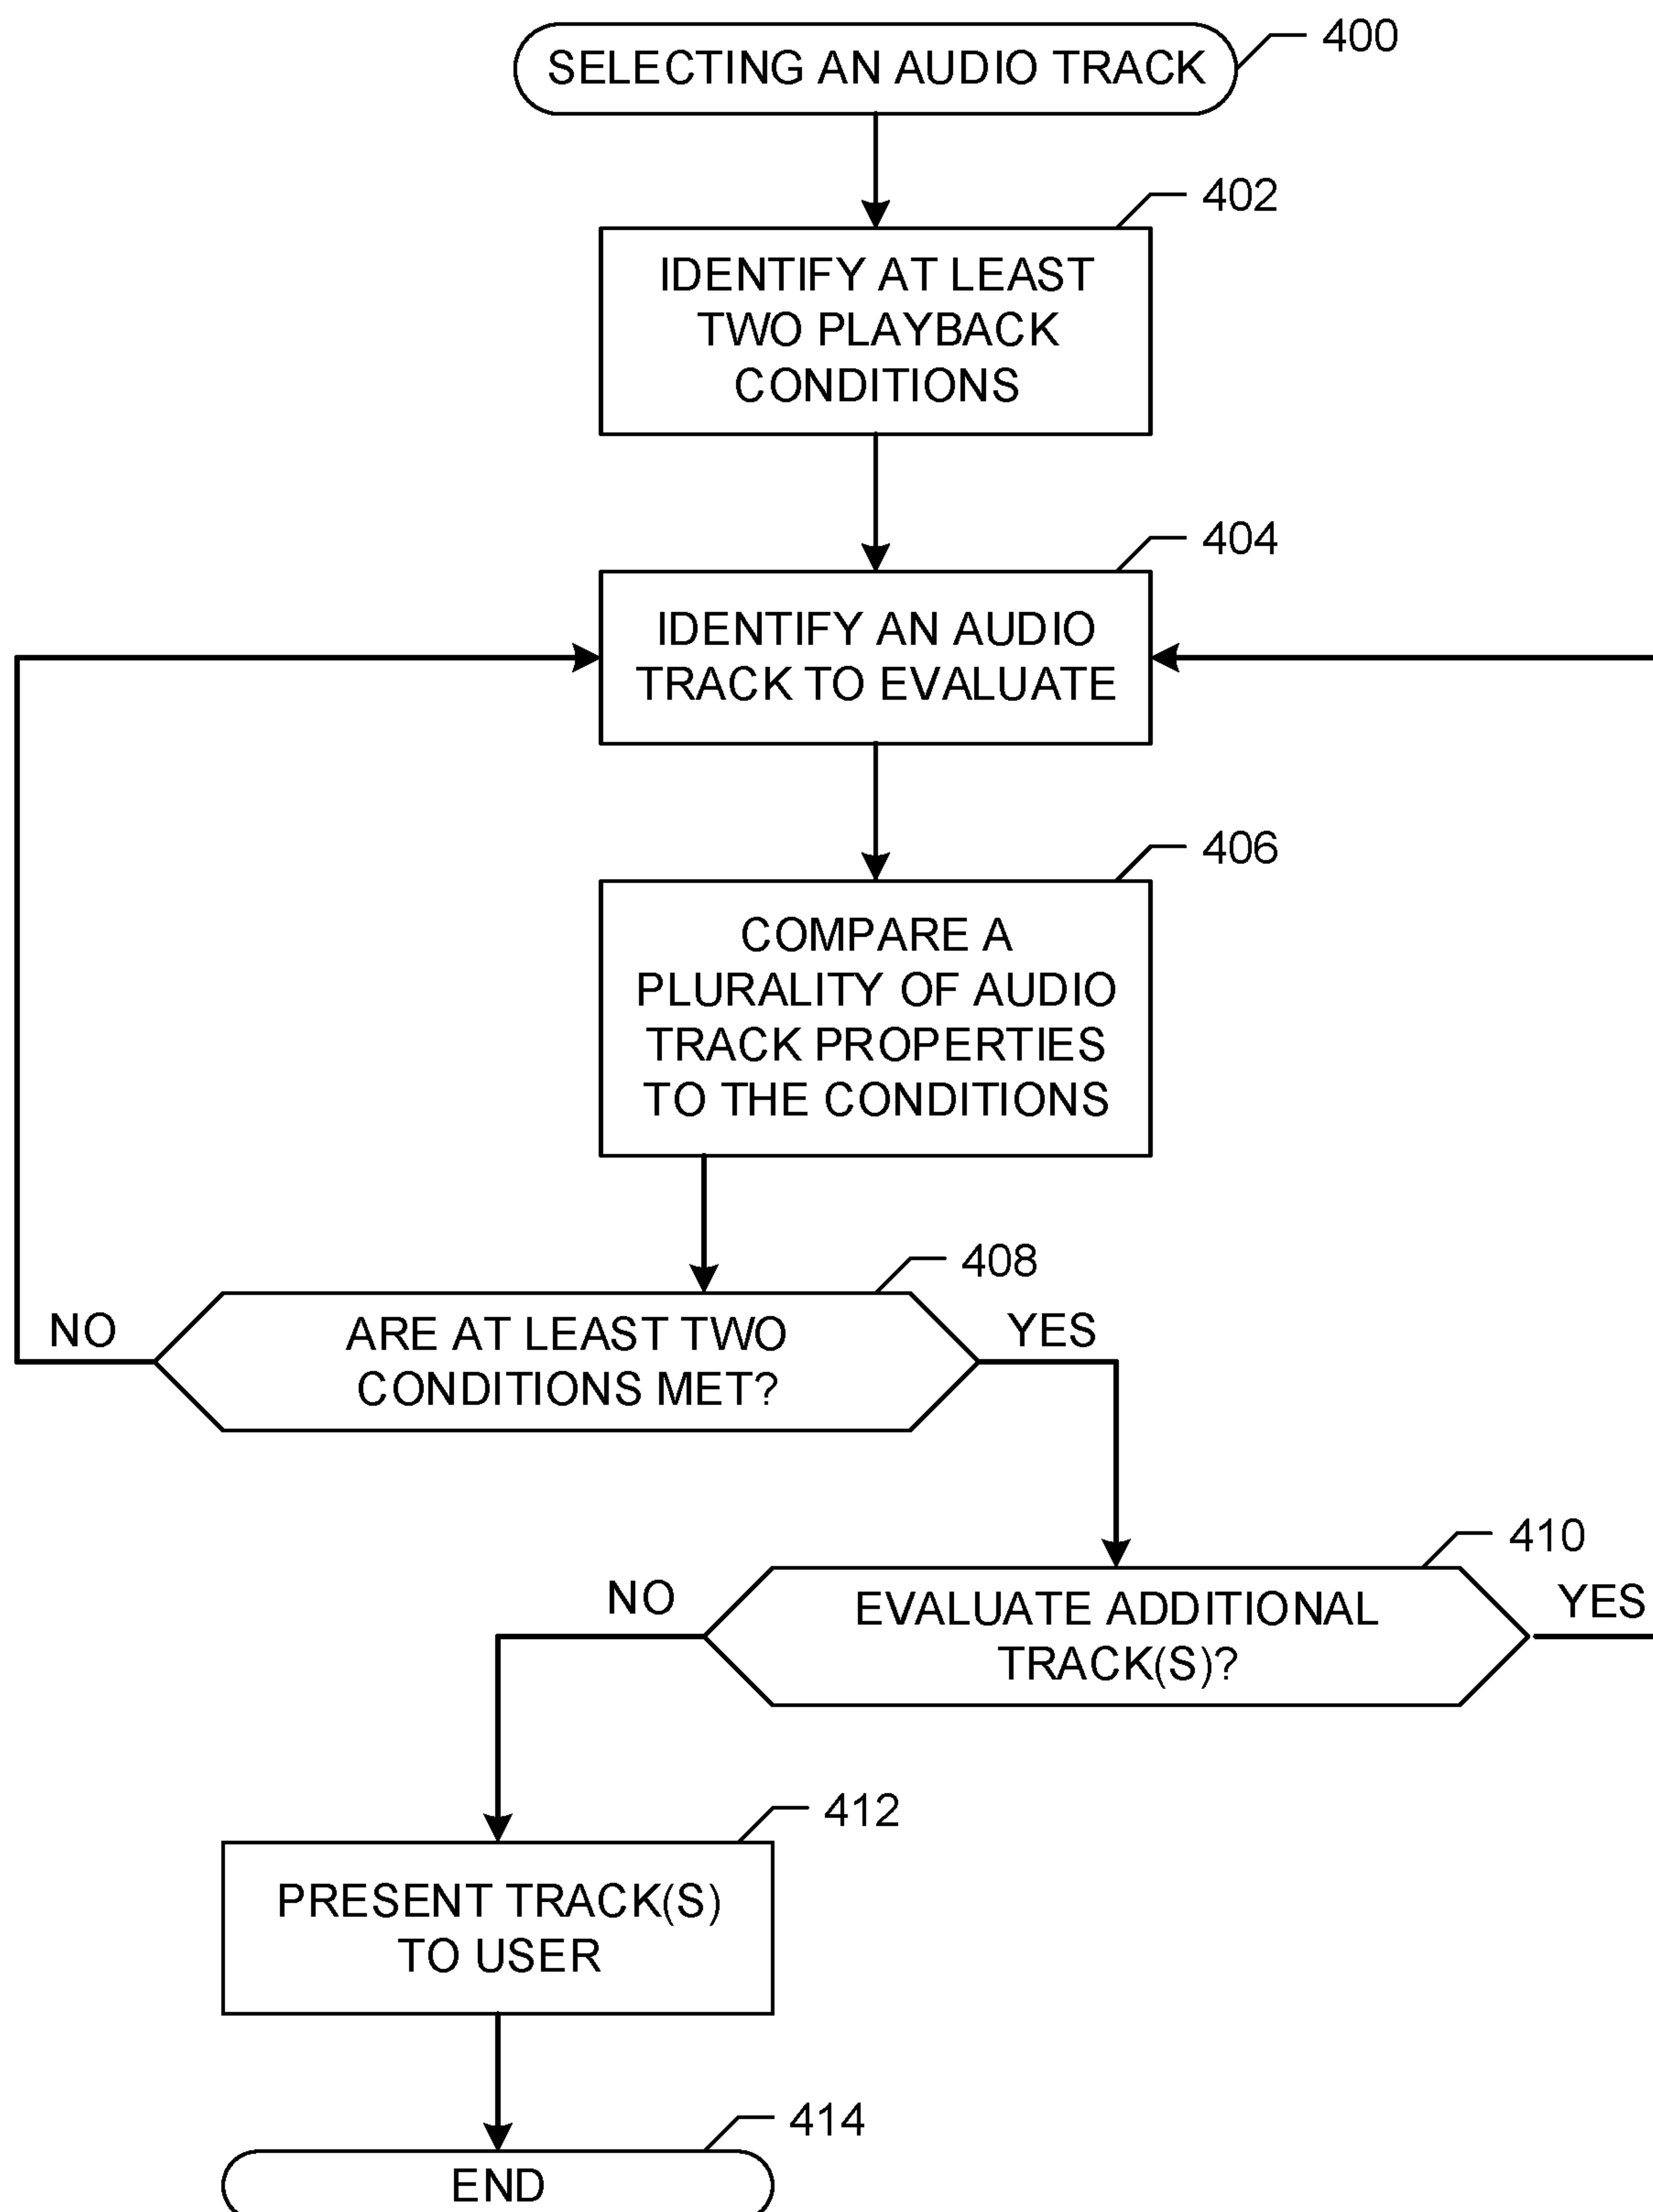 SELECTING AN AUDIO TRACK
400
402
IDENTIFY AT LEAST
TWO PLAYBACK
CONDITIONS
404
IDENTIFY AN AUDIO
TRACK TO EVALUATE
406
COMPARE A
PLURALITY OF AUDIO
TRACK PROPERTIES
TO THE CONDITIONS
408
NO
ARE AT LEAST TWO
CONDITIONS MET?
YES
410
NO
EVALUATE ADDITIONAL
TRACK(S)?
YES
412
PRESENT TRACK(S)
TO USER
414
END